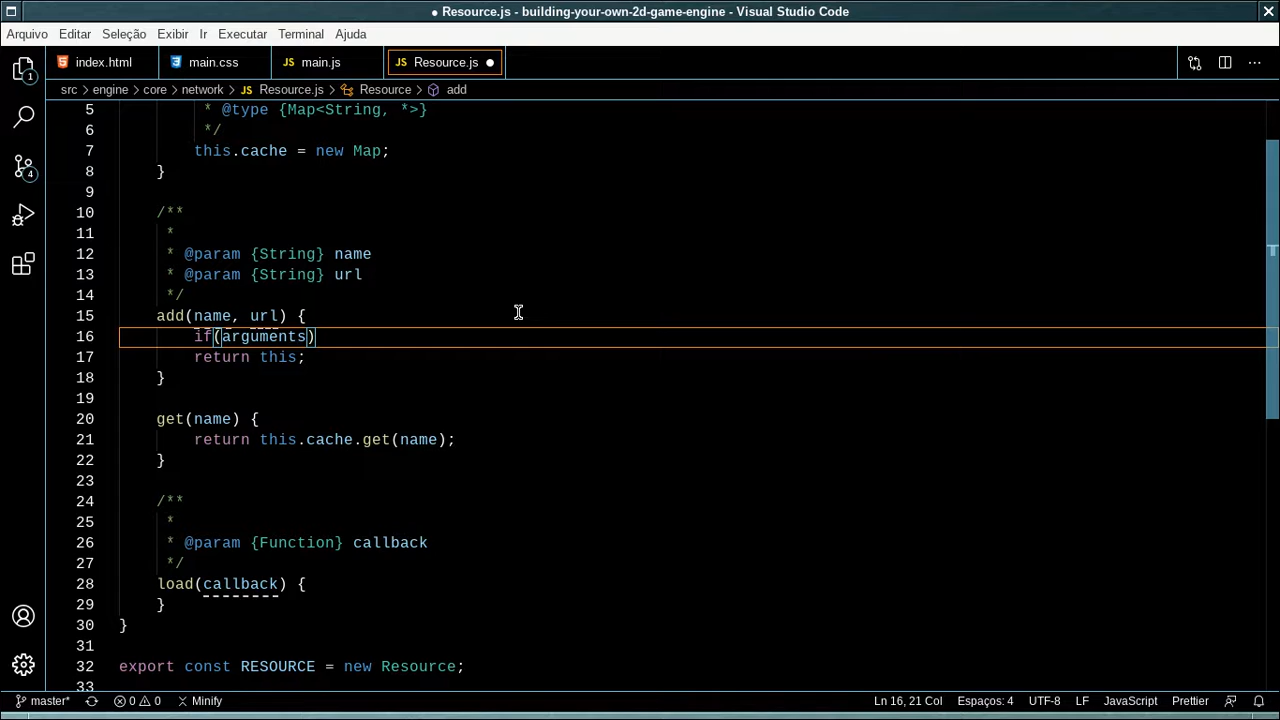 ● Resource.js - building-your-own-2d-game-engine - Visual Studio Code
Arquivo Editar Seleção Exibir Ir Executar Terminal Ajuda
index.html main.css JS main.js JS Resource.js ●
src > engine > core > network > JS Resource.js > Resource > add
5 * @type {Map<String, *>}
6 */
7 this.cache = new Map;
8 }
9
10 /**
11 *
12 * @param {String} name
13 * @param {String} url
14 */
15 add(name, url) {
16 if(arguments)
17 return this;
18 }
19
20 get(name) {
21 return this.cache.get(name);
22 }
23
24 /**
25 *
26 * @param {Function} callback
27 */
28 load(callback) {
29 }
30 }
31
32 export const RESOURCE = new Resource;
33
1
4
master* 0 0 Minify Ln 16, 21 Col Espaços: 4 UTF-8 LF JavaScript Prettier